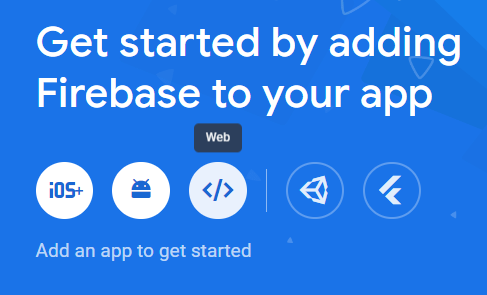 Get started by adding
Firebase to your app
Web
iOS+
</>
Add an app to get started